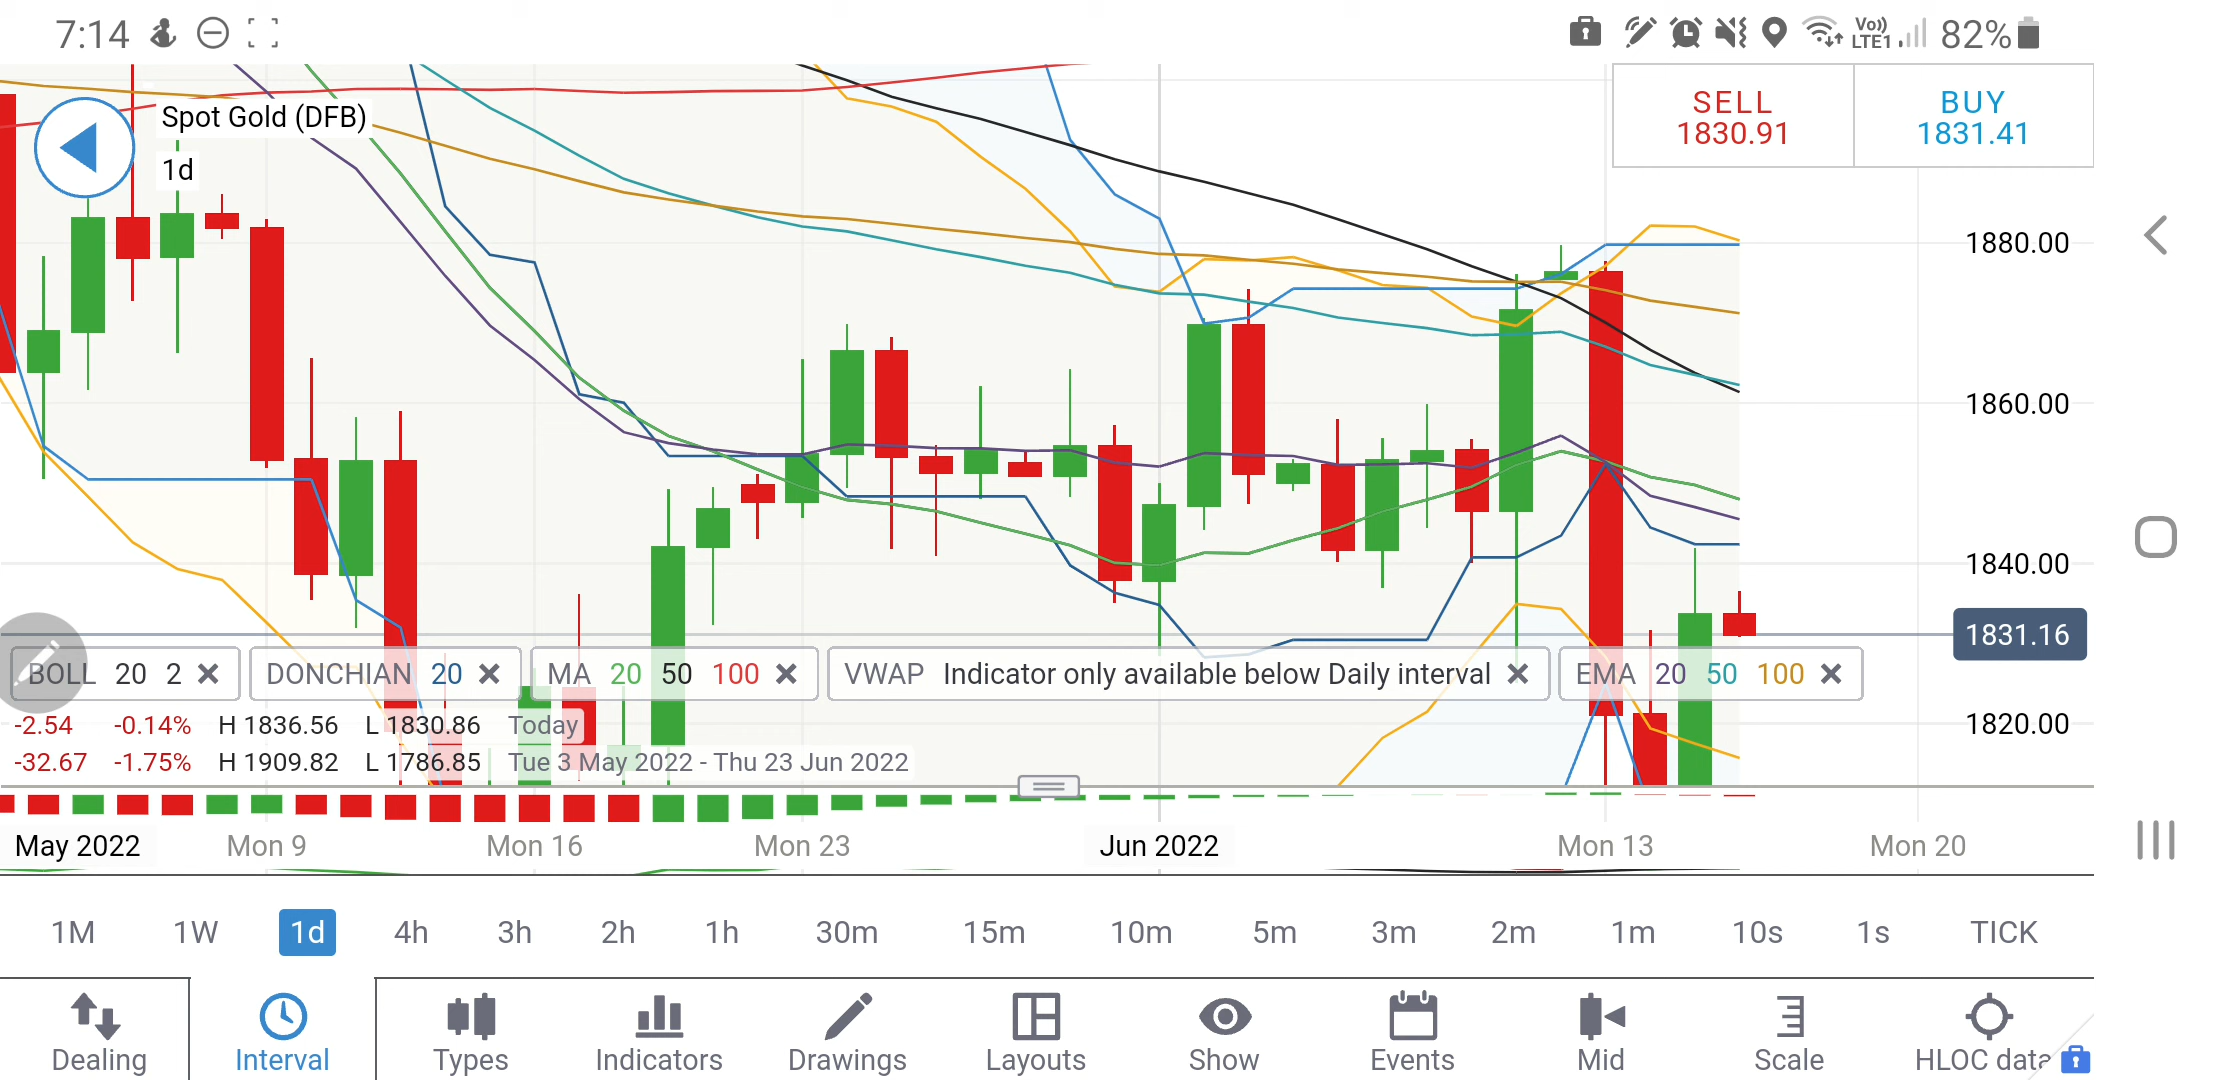 7:14
Vo))
LTE1
82%
Spot Gold (DFB)
1d
SELL
1830.91
BUY
1831.41
1880.00
1860.00
1840.00
1831.16
1820.00
BOLL 20 2
DONCHIAN 20
MA 20 50 100
VWAP Indicator only available below Daily interval
EMA 20 50 100
-2.54 -0.14% H 1836.56 L 1830.86 Today
-32.67 -1.75% H 1909.82 L 1786.85 Tue 3 May 2022 - Thu 23 Jun 2022
May 2022 Mon 9 Mon 16 Mon 23 Jun 2022 Mon 13 Mon 20
1M 1W 1d 4h 3h 2h 1h 30m 15m 10m 5m 3m 2m 1m 10s 1s TICK
Dealing Interval Types Indicators Drawings Layouts Show Events Mid Scale HLOC data